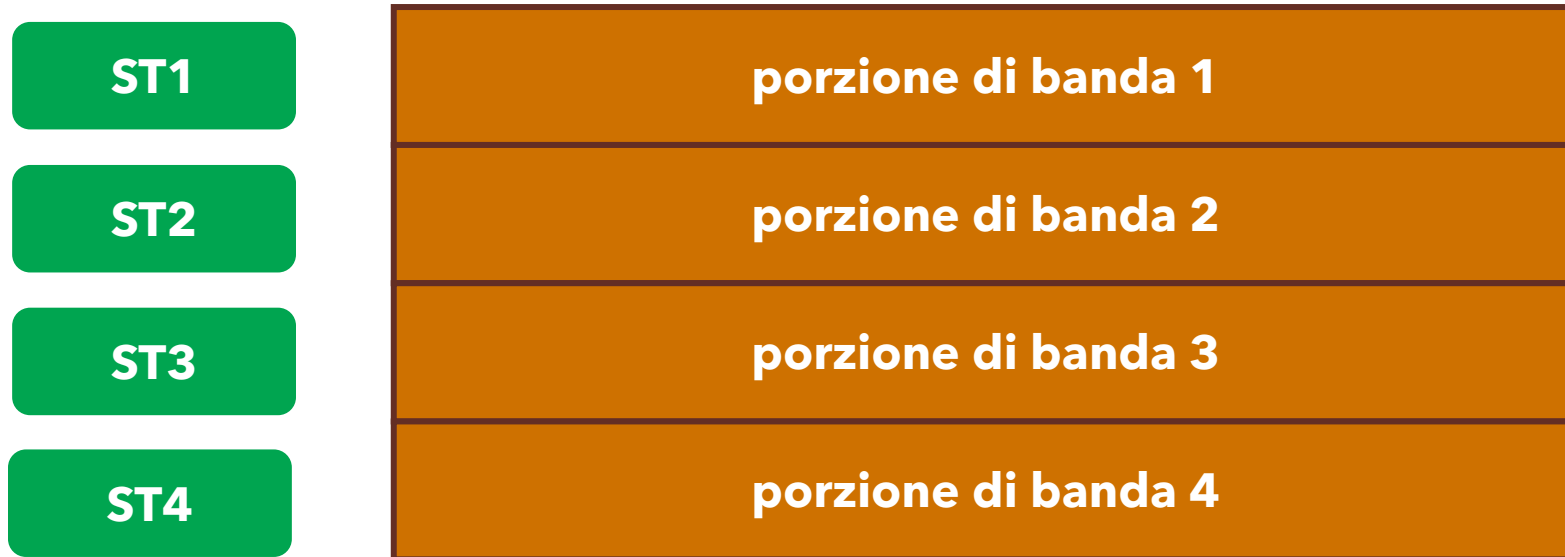 ST1
porzione di banda 1
ST2
porzione di banda 2
ST3
porzione di banda 3
ST4
porzione di banda 4